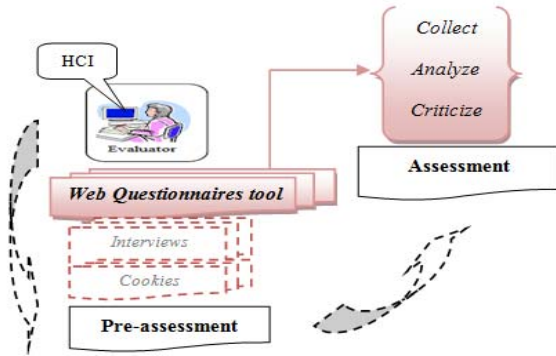 HCI
Evaluator
Web Questionnaires tool
Interviews
Cookies
Pre-assessment
Collect
Analyze
Criticize
Assessment